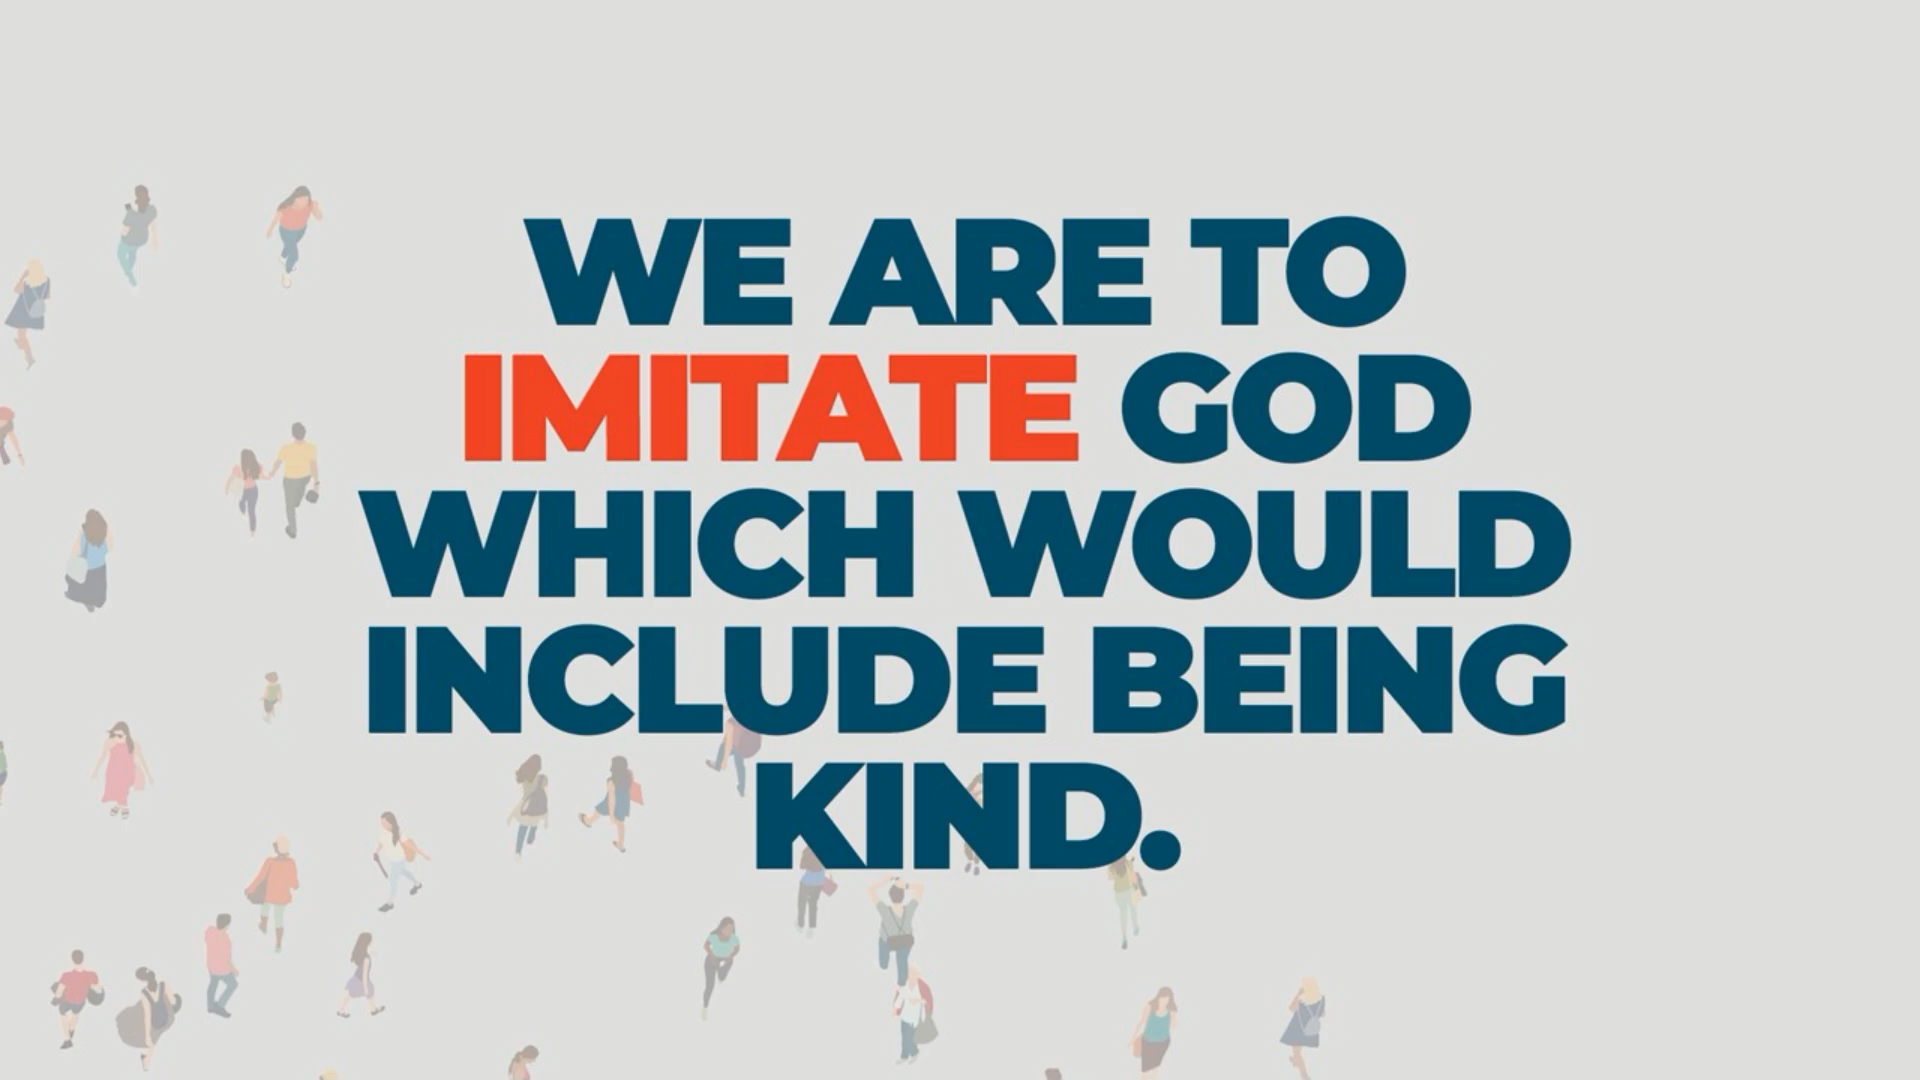 WE ARE TO
IMITATE GOD
WHICH WOULD
INCLUDE BEING
KIND.